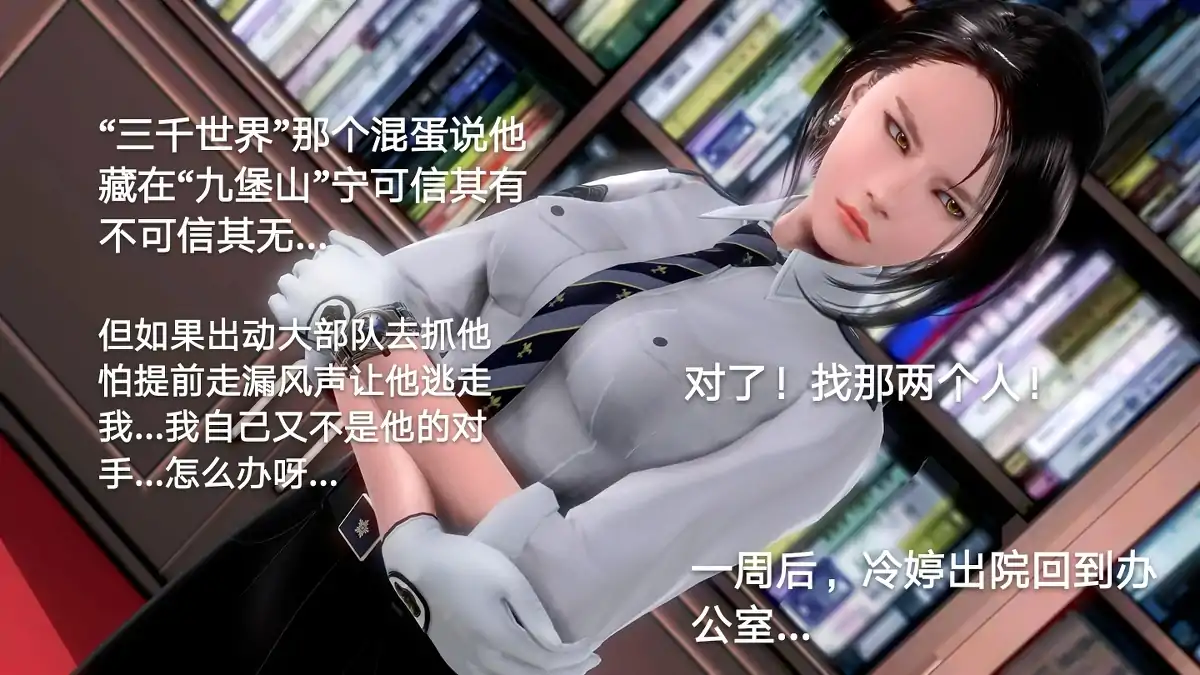 “三千世界”那个混蛋说他
藏在“九堡山”宁可信其有
不可信其无...
但如果出动大部队去抓他
怕提前走漏风声让他逃走
我...我自己又不是他的对
手...怎么办呀...
对了！找那两个人！
一周后，冷婷出院回到办
公室...